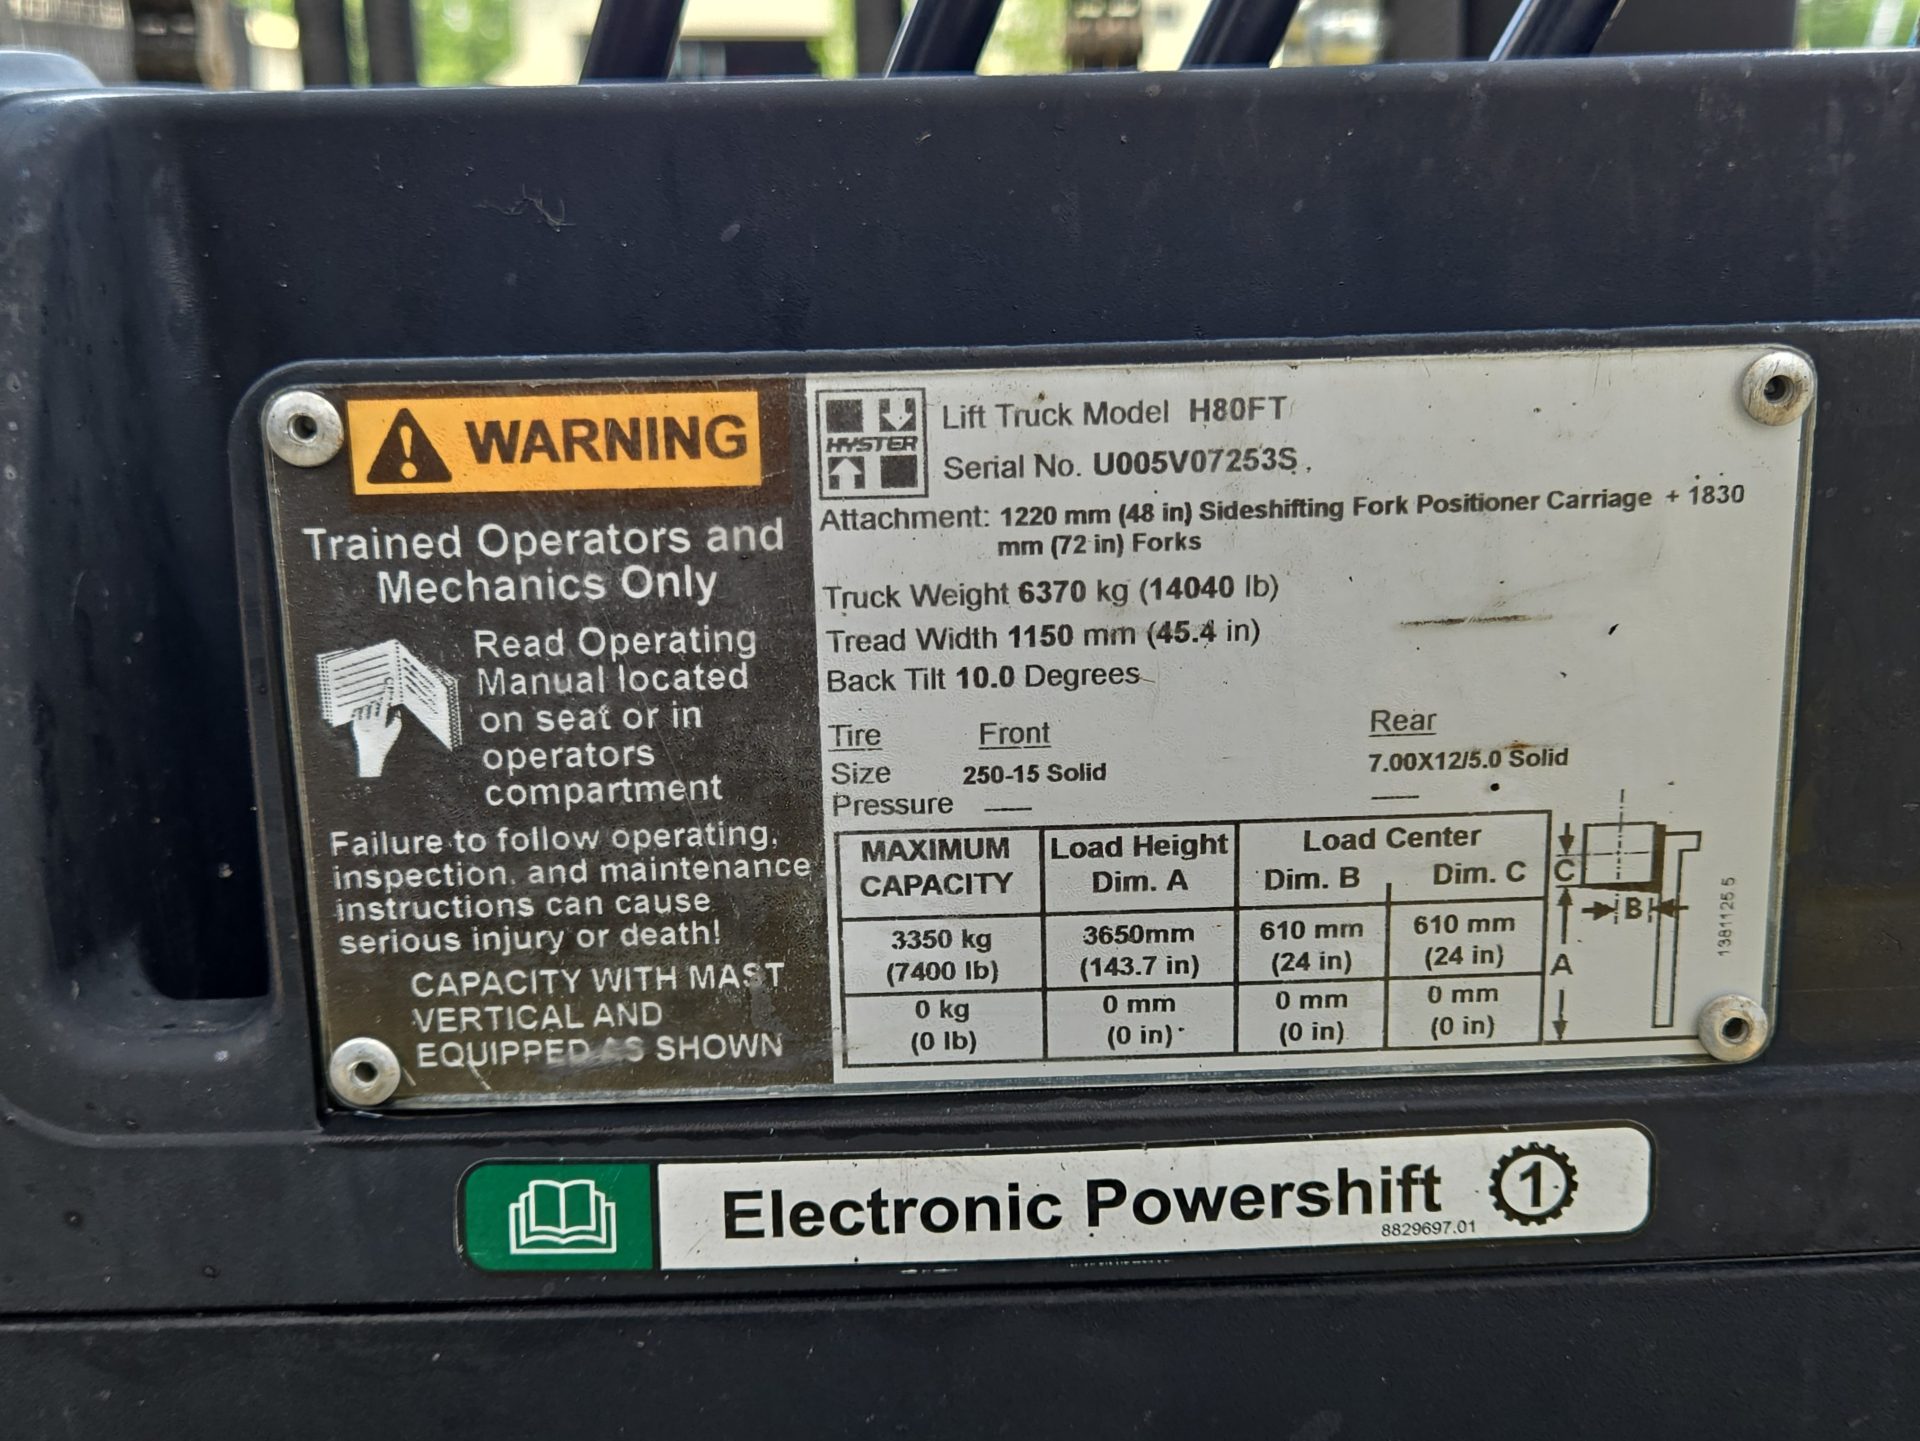 WARNING
Trained Operators and
Mechanics Only
Read Operating
Manual located
on seat or in
operators
compartment
Failure to follow operating,
inspection, and maintenance
instructions can cause
serious injury or death!
CAPACITY WITH MAST
VERTICAL AND
EQUIPPED AS SHOWN
HYSTER
Lift Truck Model H80FT
Serial No. U005V07253S
Attachment: 1220 mm (48 in) Sideshifting Fork Positioner Carriage + 1830
mm (72 in) Forks
Truck Weight 6370 kg (14040 lb)
Tread Width 1150 mm (45.4 in)
Back Tilt 10.0 Degrees
Tire Front Rear
Size 250-15 Solid 7.00X12/5.0 Solid
Pressure
MAXIMUM Load Height Load Center
CAPACITY Dim. A Dim. B Dim. C
3350 kg 3650mm 610 mm 610 mm
(7400 lb) (143.7 in) (24 in) (24 in)
0 kg 0 mm 0 mm 0 mm
(0 lb) (0 in) (0 in) (0 in)
C
B
A
1381125 5
Electronic Powershift 1
8829697.01